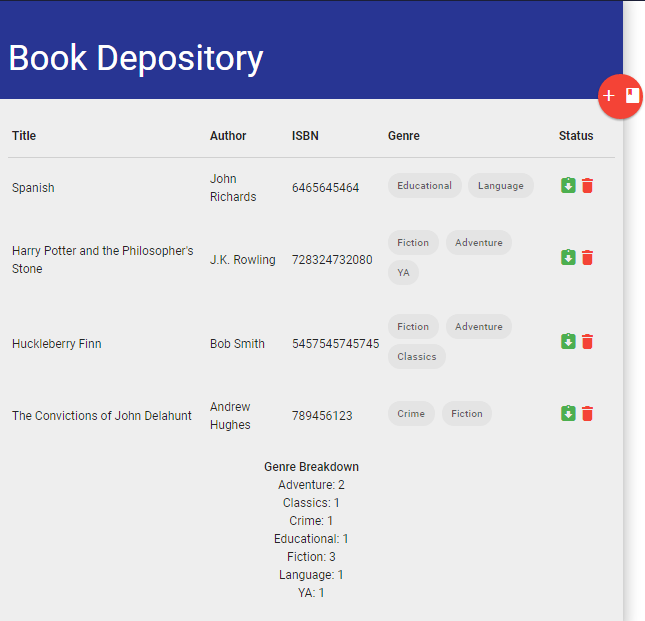 Book Depository
+
Title Author ISBN Genre Status
Spanish John Richards 6465645464 Educational Language
Harry Potter and the Philosopher's Stone J.K. Rowling 728324732080 Fiction Adventure YA
Huckleberry Finn Bob Smith 5457545745745 Fiction Adventure Classics
The Convictions of John Delahunt Andrew Hughes 789456123 Crime Fiction
Genre Breakdown
Adventure: 2
Classics: 1
Crime: 1
Educational: 1
Fiction: 3
Language: 1
YA: 1